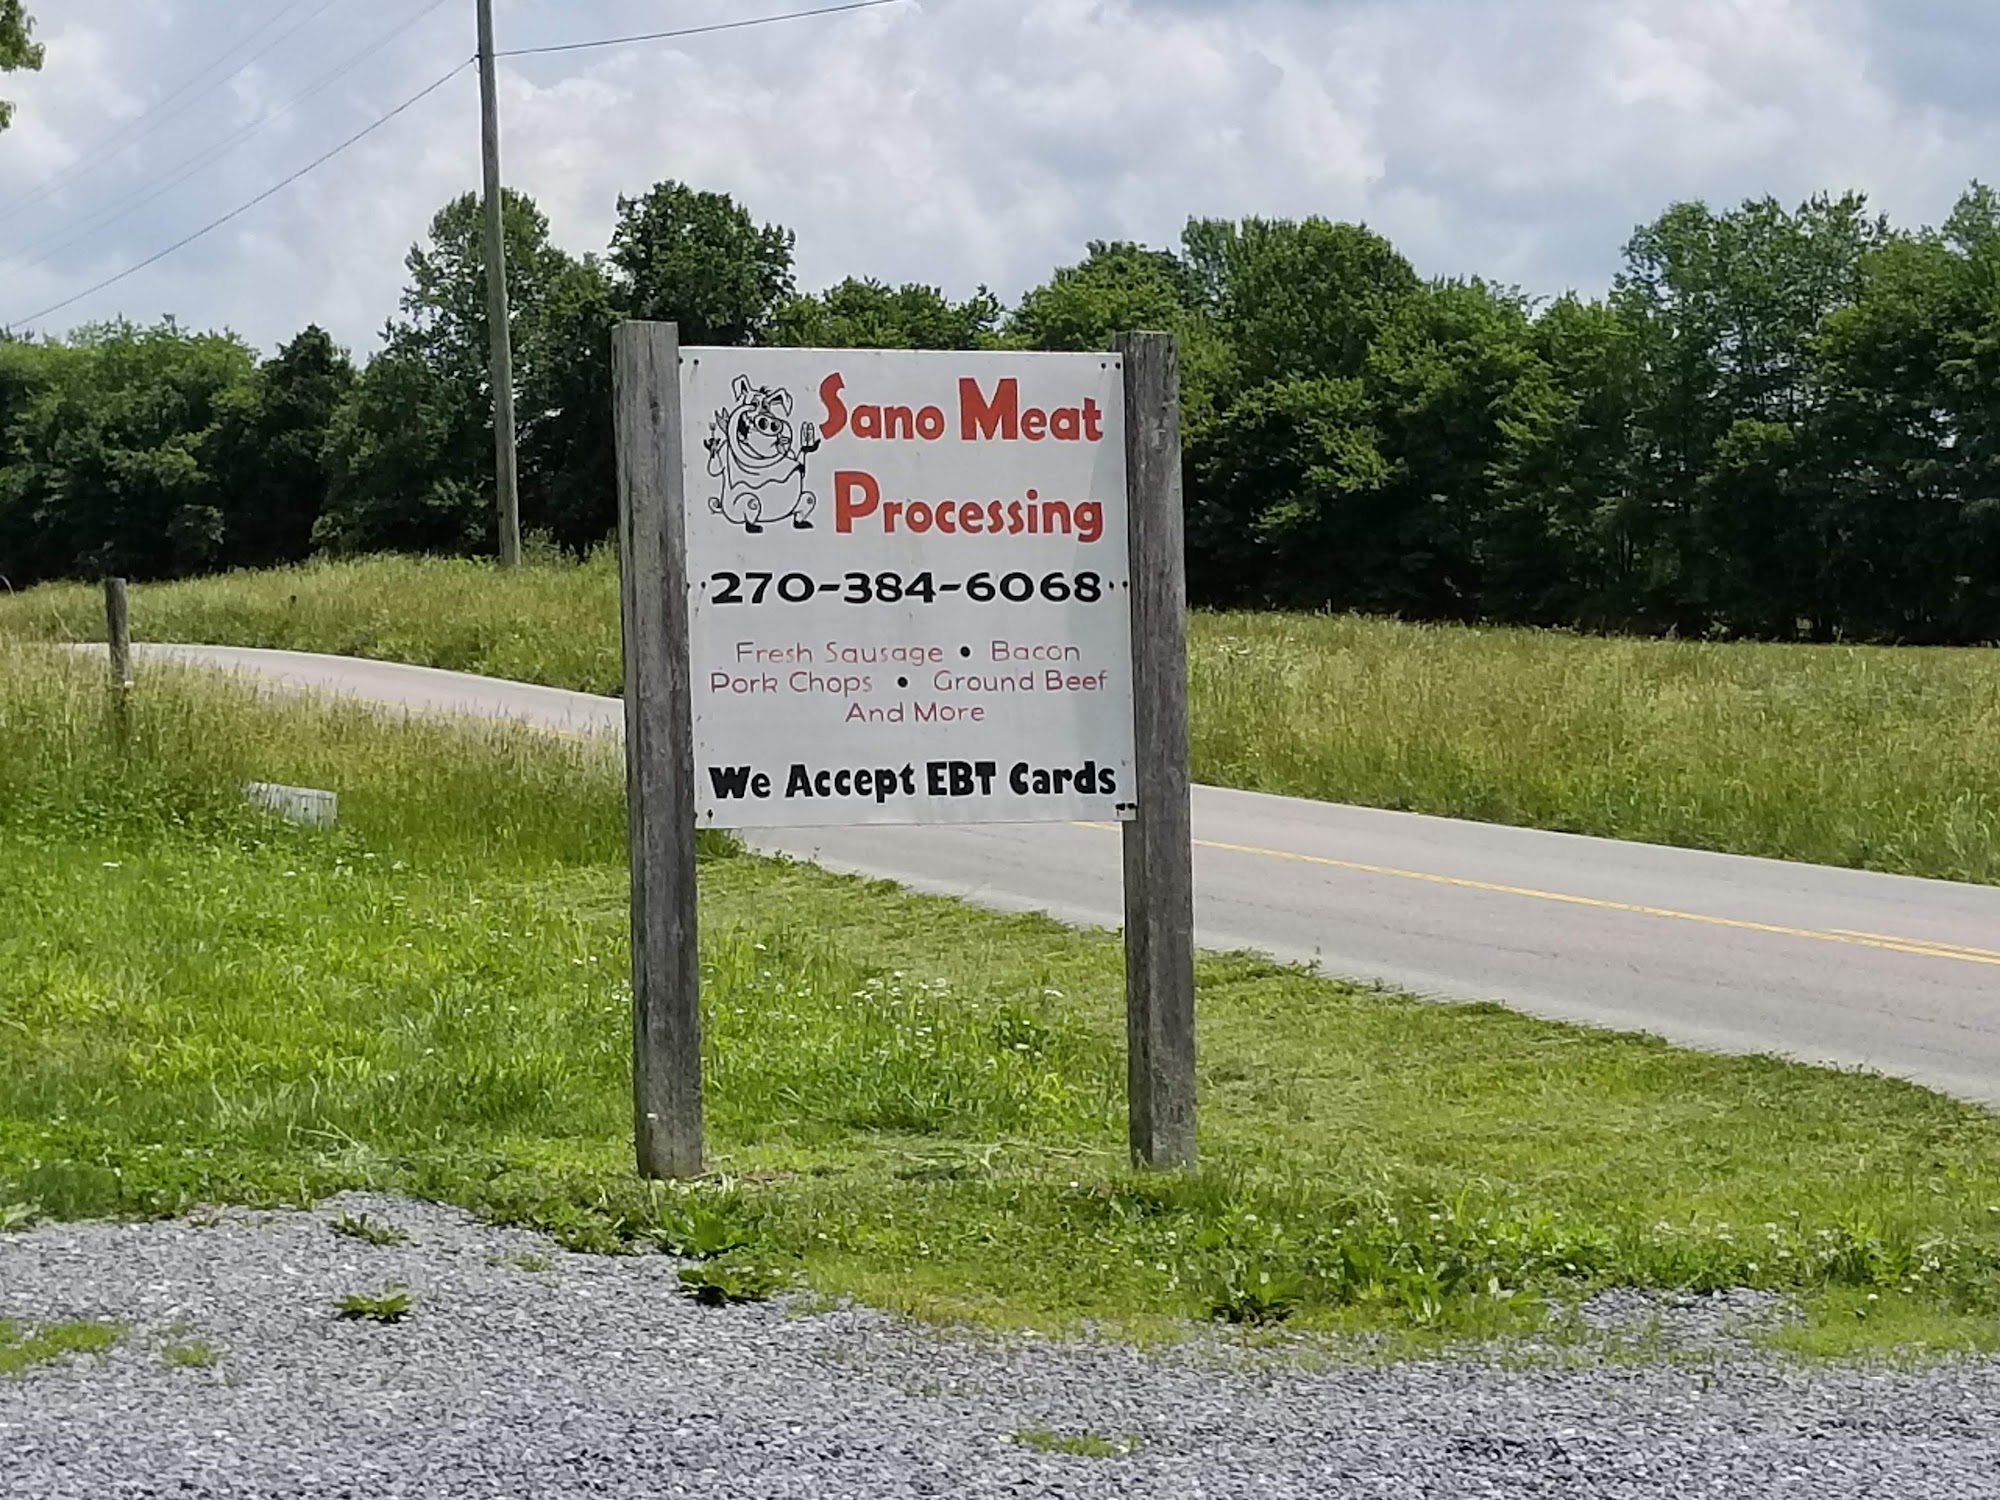 Sano Meat
Processing
270-384-6068
Fresh Sausage • Bacon
Pork Chops • Ground Beef
And More
We Accept EBT Cards